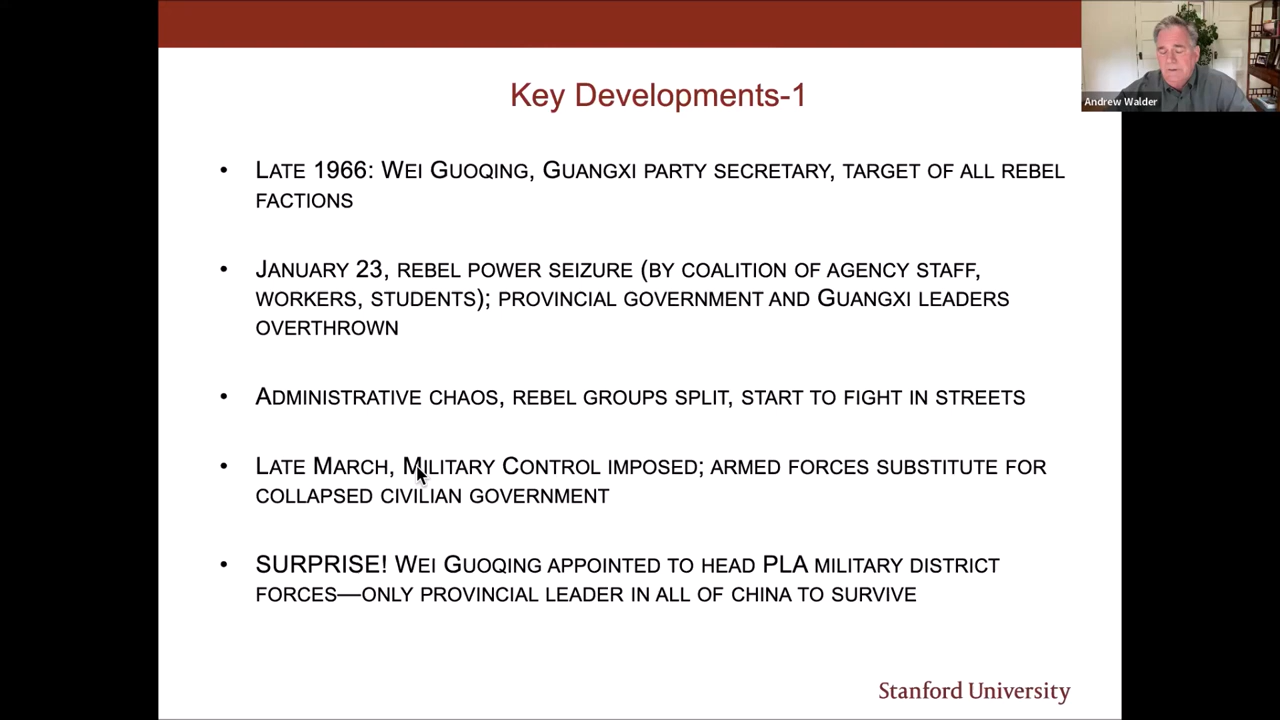 Key Developments-1
Andrew Walder
• LATE 1966: WEI GUOQING, GUANGXI PARTY SECRETARY, TARGET OF ALL REBEL
FACTIONS
• JANUARY 23, REBEL POWER SEIZURE (BY COALITION OF AGENCY STAFF,
WORKERS, STUDENTS); PROVINCIAL GOVERNMENT AND GUANGXI LEADERS
OVERTHROWN
• ADMINISTRATIVE CHAOS, REBEL GROUPS SPLIT, START TO FIGHT IN STREETS
• LATE MARCH, MILITARY CONTROL IMPOSED; ARMED FORCES SUBSTITUTE FOR
COLLAPSED CIVILIAN GOVERNMENT
• SURPRISE! WEI GUOQING APPOINTED TO HEAD PLA MILITARY DISTRICT
FORCES—ONLY PROVINCIAL LEADER IN ALL OF CHINA TO SURVIVE
Stanford University